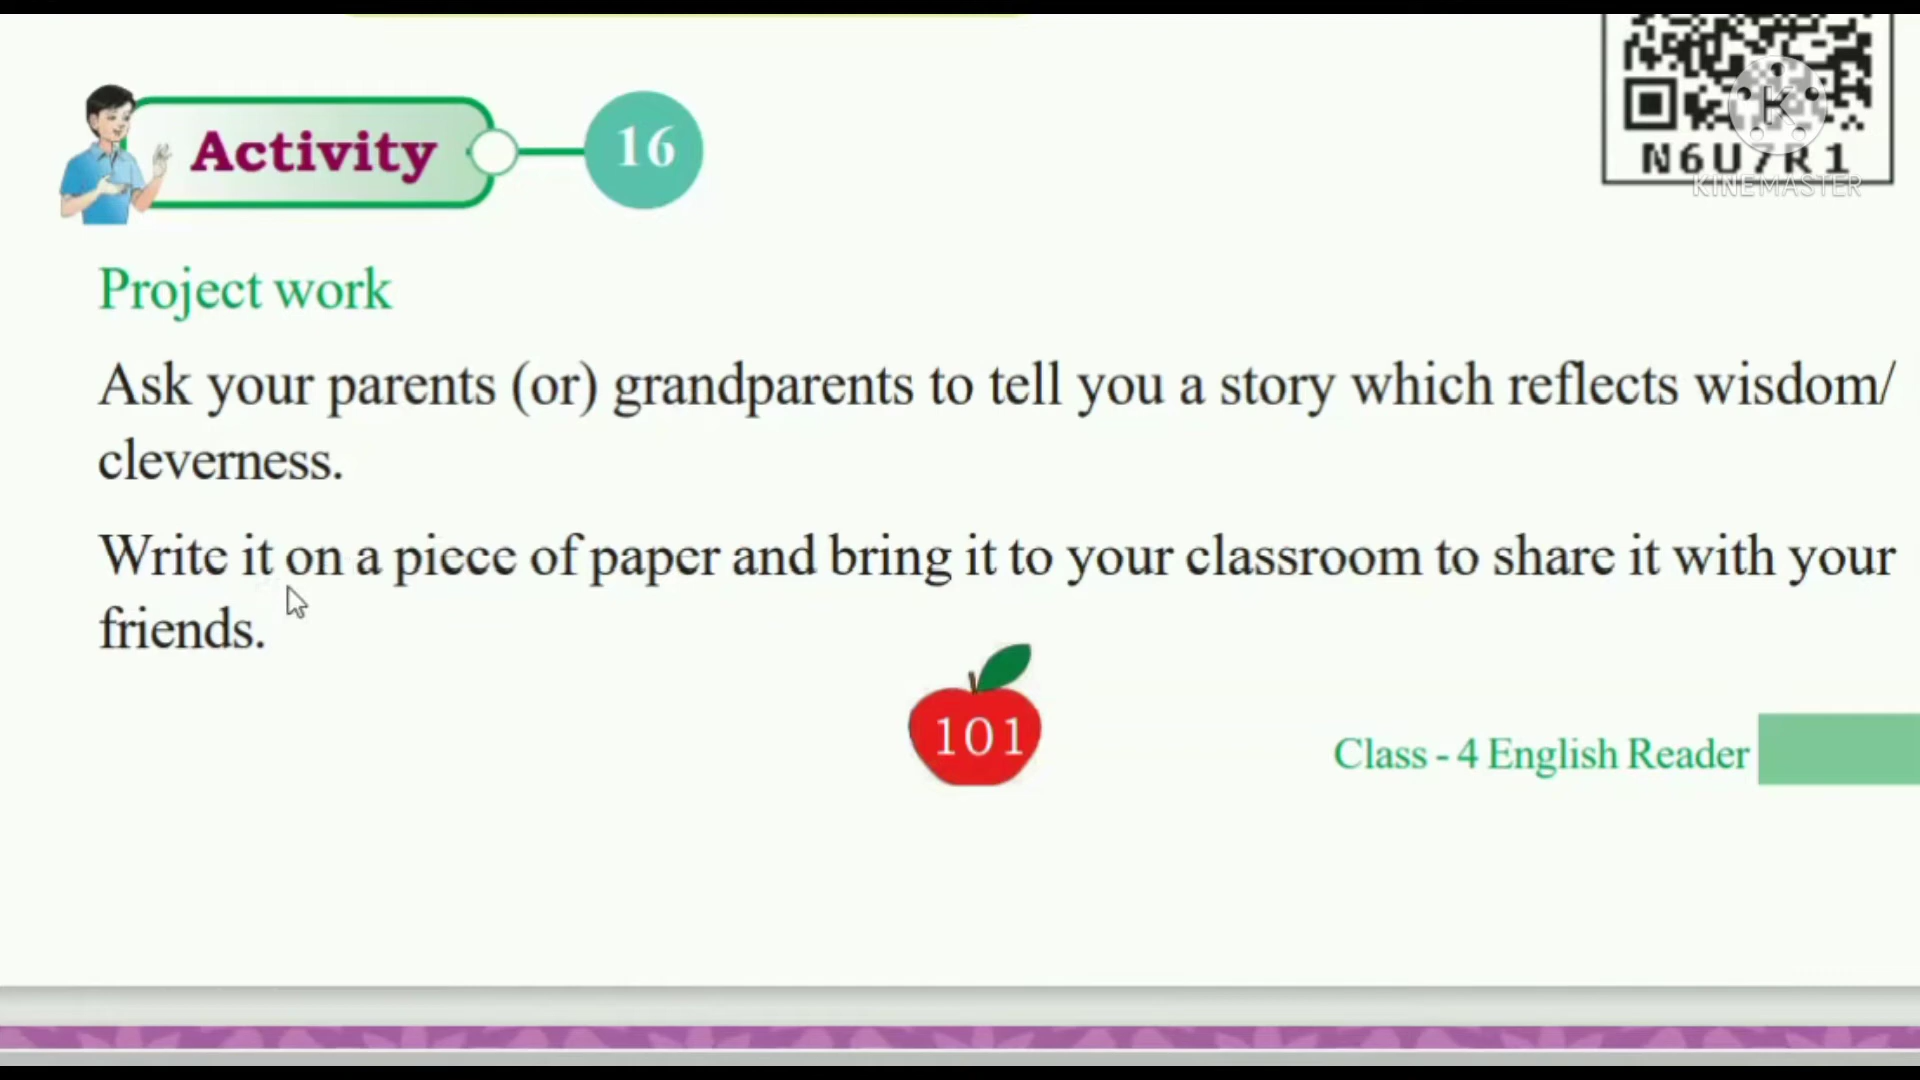 N6U7R1
KINEMASTER
Activity 16
Project work
Ask your parents (or) grandparents to tell you a story which reflects wisdom/
cleverness.
Write it on a piece of paper and bring it to your classroom to share it with your
friends.
101
Class - 4 English Reader